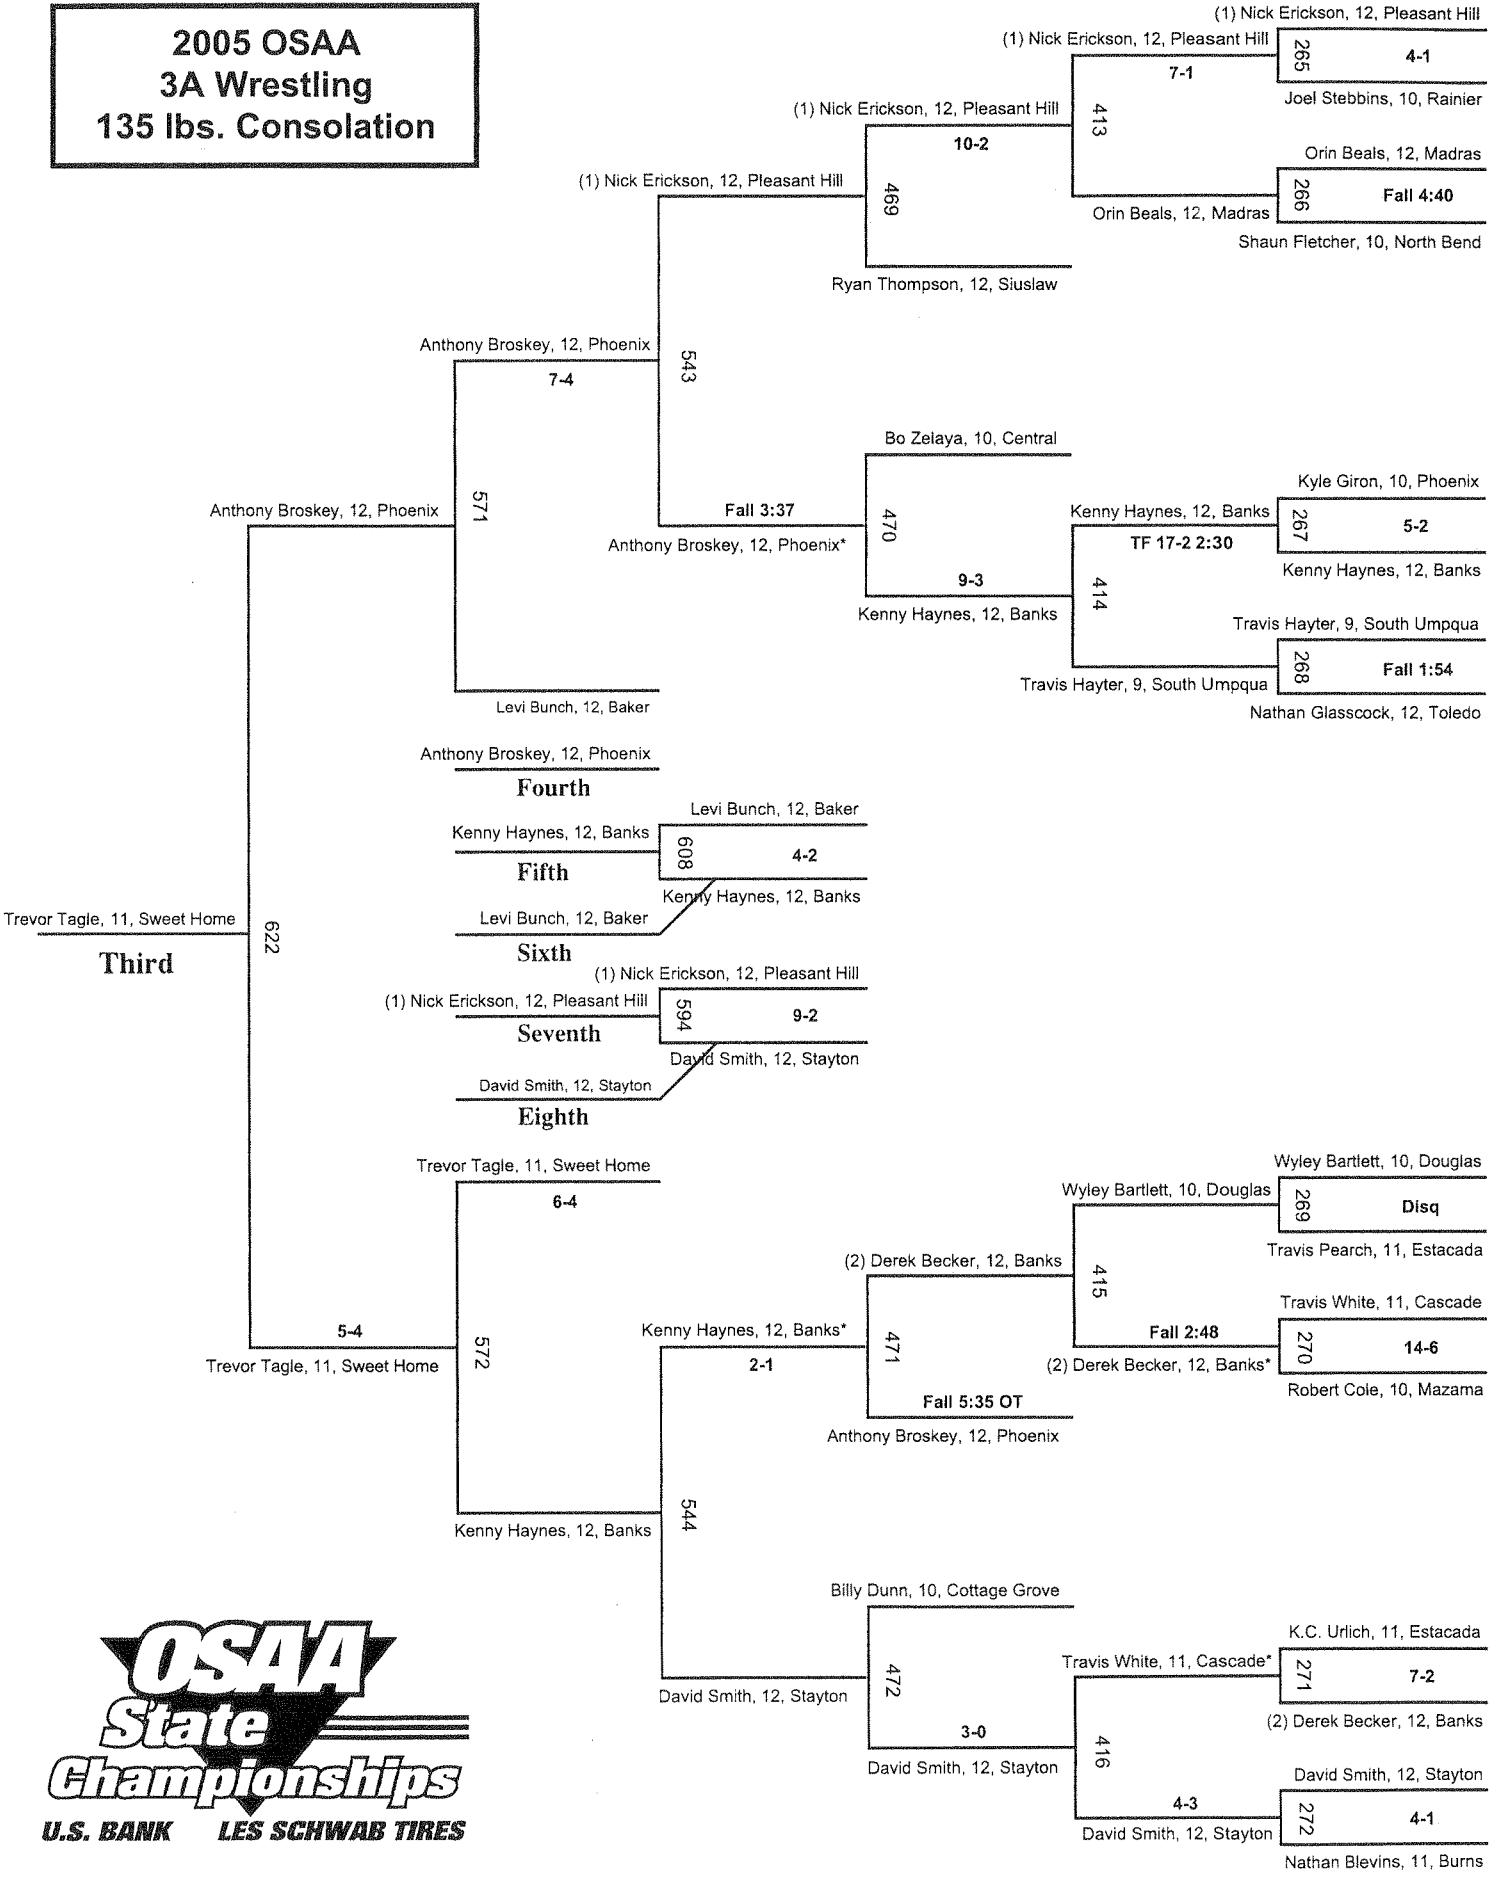 2005 OSAA
3A Wrestling
135 lbs. Consolation
(1) Nick Erickson, 12, Pleasant Hill
265
4-1
Joel Stebbins, 10, Rainier
(1) Nick Erickson, 12, Pleasant Hill
7-1
413
Orin Beals, 12, Madras
266
Fall 4:40
Shaun Fletcher, 10, North Bend
Orin Beals, 12, Madras
(1) Nick Erickson, 12, Pleasant Hill
10-2
469
Ryan Thompson, 12, Siuslaw
(1) Nick Erickson, 12, Pleasant Hill
543
Anthony Broskey, 12, Phoenix
7-4
Bo Zelaya, 10, Central
470
Fall 3:37
Anthony Broskey, 12, Phoenix*
9-3
Kenny Haynes, 12, Banks
Kyle Giron, 10, Phoenix
267
5-2
Kenny Haynes, 12, Banks
Kenny Haynes, 12, Banks
TF 17-2 2:30
414
Travis Hayter, 9, South Umpqua
268
Fall 1:54
Nathan Glasscock, 12, Toledo
Travis Hayter, 9, South Umpqua
Anthony Broskey, 12, Phoenix
571
Levi Bunch, 12, Baker
Anthony Broskey, 12, Phoenix
Fourth
Levi Bunch, 12, Baker
Kenny Haynes, 12, Banks
608
4-2
Fifth
Kenny Haynes, 12, Banks
Levi Bunch, 12, Baker
Sixth
Trevor Tagle, 11, Sweet Home
622
Third
(1) Nick Erickson, 12, Pleasant Hill
(1) Nick Erickson, 12, Pleasant Hill
594
9-2
Seventh
David Smith, 12, Stayton
David Smith, 12, Stayton
Eighth
Trevor Tagle, 11, Sweet Home
6-4
572
5-4
Trevor Tagle, 11, Sweet Home
Kenny Haynes, 12, Banks
Wyley Bartlett, 10, Douglas
269
Disq
Travis Pearch, 11, Estacada
Wyley Bartlett, 10, Douglas
415
Travis White, 11, Cascade
270
14-6
Robert Cole, 10, Mazama
Fall 2:48
(2) Derek Becker, 12, Banks*
(2) Derek Becker, 12, Banks
471
Fall 5:35 OT
Anthony Broskey, 12, Phoenix
Kenny Haynes, 12, Banks*
2-1
544
Billy Dunn, 10, Cottage Grove
472
David Smith, 12, Stayton
3-0
David Smith, 12, Stayton
K.C. Urlich, 11, Estacada
271
7-2
(2) Derek Becker, 12, Banks
Travis White, 11, Cascade*
416
David Smith, 12, Stayton
272
4-1
Nathan Blevins, 11, Burns
4-3
David Smith, 12, Stayton
OSAA
State
Championships
U.S. BANK LES SCHWAB TIRES